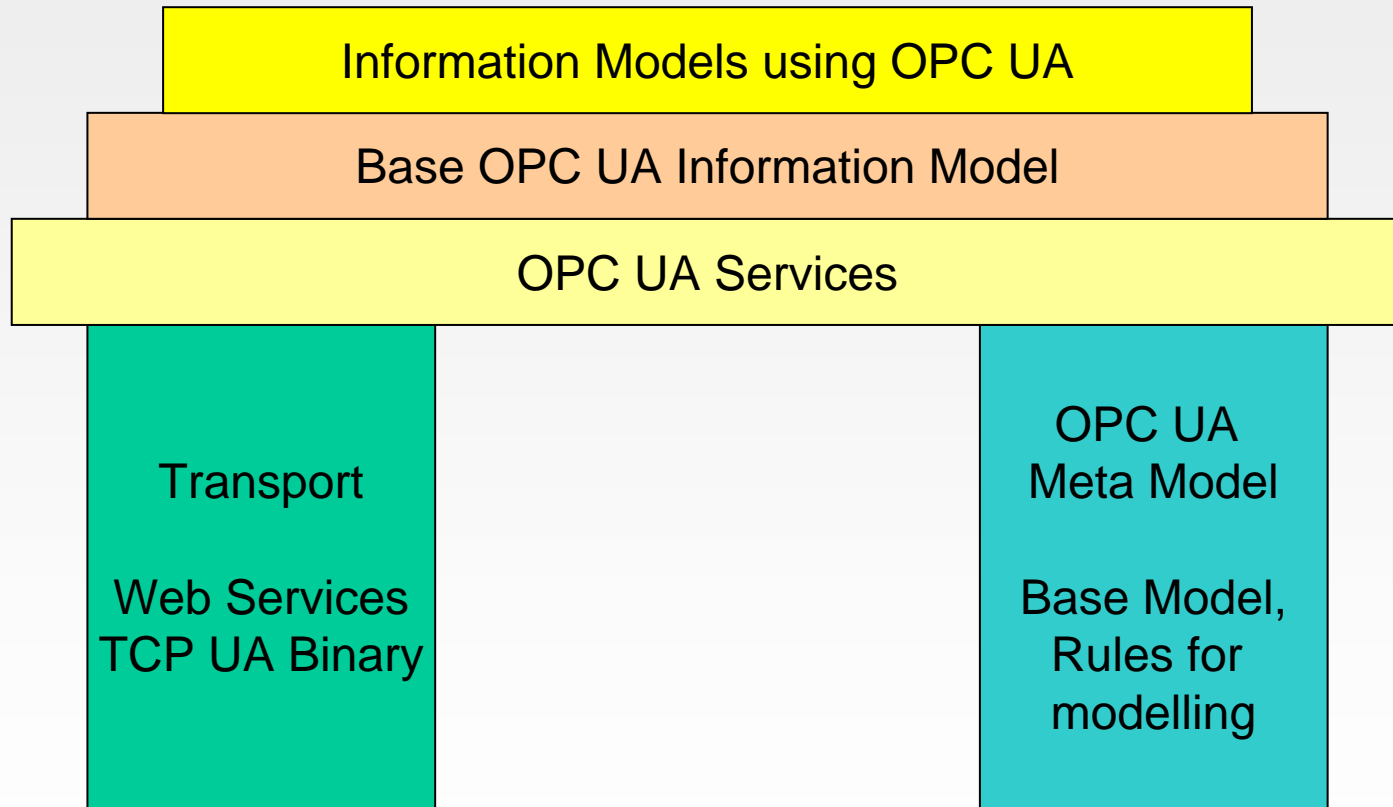 Information Models using OPC UA
Base OPC UA Information Model
OPC UA Services
Transport
Web Services
TCP UA Binary
OPC UA
Meta Model
Base Model,
Rules for
modelling